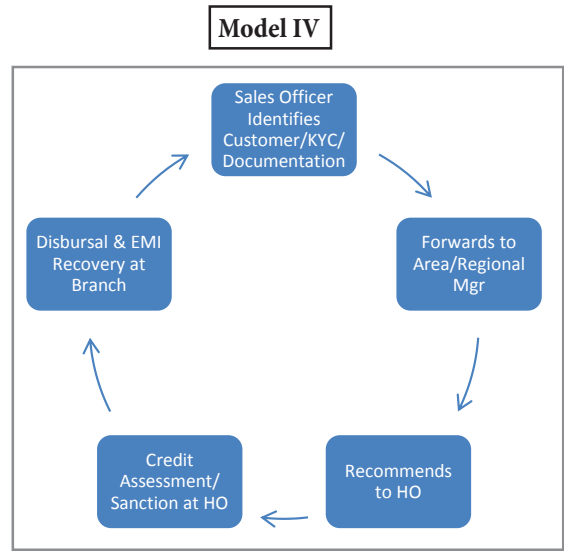 Model IV
Sales Officer
Identifies
Customer/KYC/
Documentation
Forwards to
Area/Regional
Mgr
Recommends
to HO
Credit
Assessment/
Sanction at HO
Disbursal & EMI
Recovery at
Branch